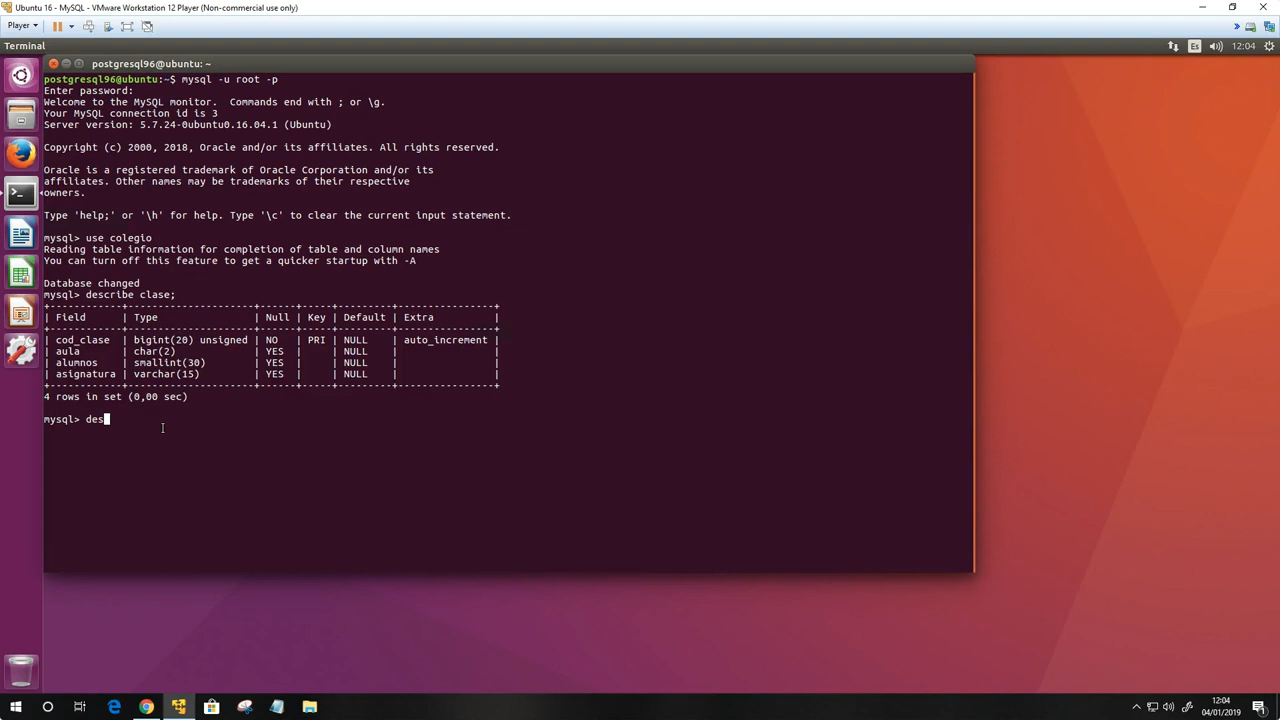 Ubuntu 16 - MySQL - VMware Workstation 12 Player (Non-commercial use only)
Player
Terminal
Es
12:04
postgresql96@ubuntu: ~
postgresql96@ubuntu:~$ mysql -u root -p
Enter password:
Welcome to the MySQL monitor.  Commands end with ; or \g.
Your MySQL connection id is 3
Server version: 5.7.24-0ubuntu0.16.04.1 (Ubuntu)
Copyright (c) 2000, 2018, Oracle and/or its affiliates. All rights reserved.
Oracle is a registered trademark of Oracle Corporation and/or its
affiliates. Other names may be trademarks of their respective
owners.
Type 'help;' or '\h' for help. Type '\c' to clear the current input statement.
mysql> use colegio
Reading table information for completion of table and column names
You can turn off this feature to get a quicker startup with -A
Database changed
mysql> describe clase;
+-----------+---------------------+------+-----+---------+----------------+
| Field     | Type                | Null | Key | Default | Extra          |
+-----------+---------------------+------+-----+---------+----------------+
| cod_clase | bigint(20) unsigned | NO   | PRI | NULL    | auto_increment |
| aula      | char(2)             | YES  |     | NULL    |                |
| alumnos   | smallint(30)        | YES  |     | NULL    |                |
| asignatura | varchar(15)        | YES  |     | NULL    |                |
+-----------+---------------------+------+-----+---------+----------------+
4 rows in set (0,00 sec)
mysql> des
12:04
04/01/2019
1